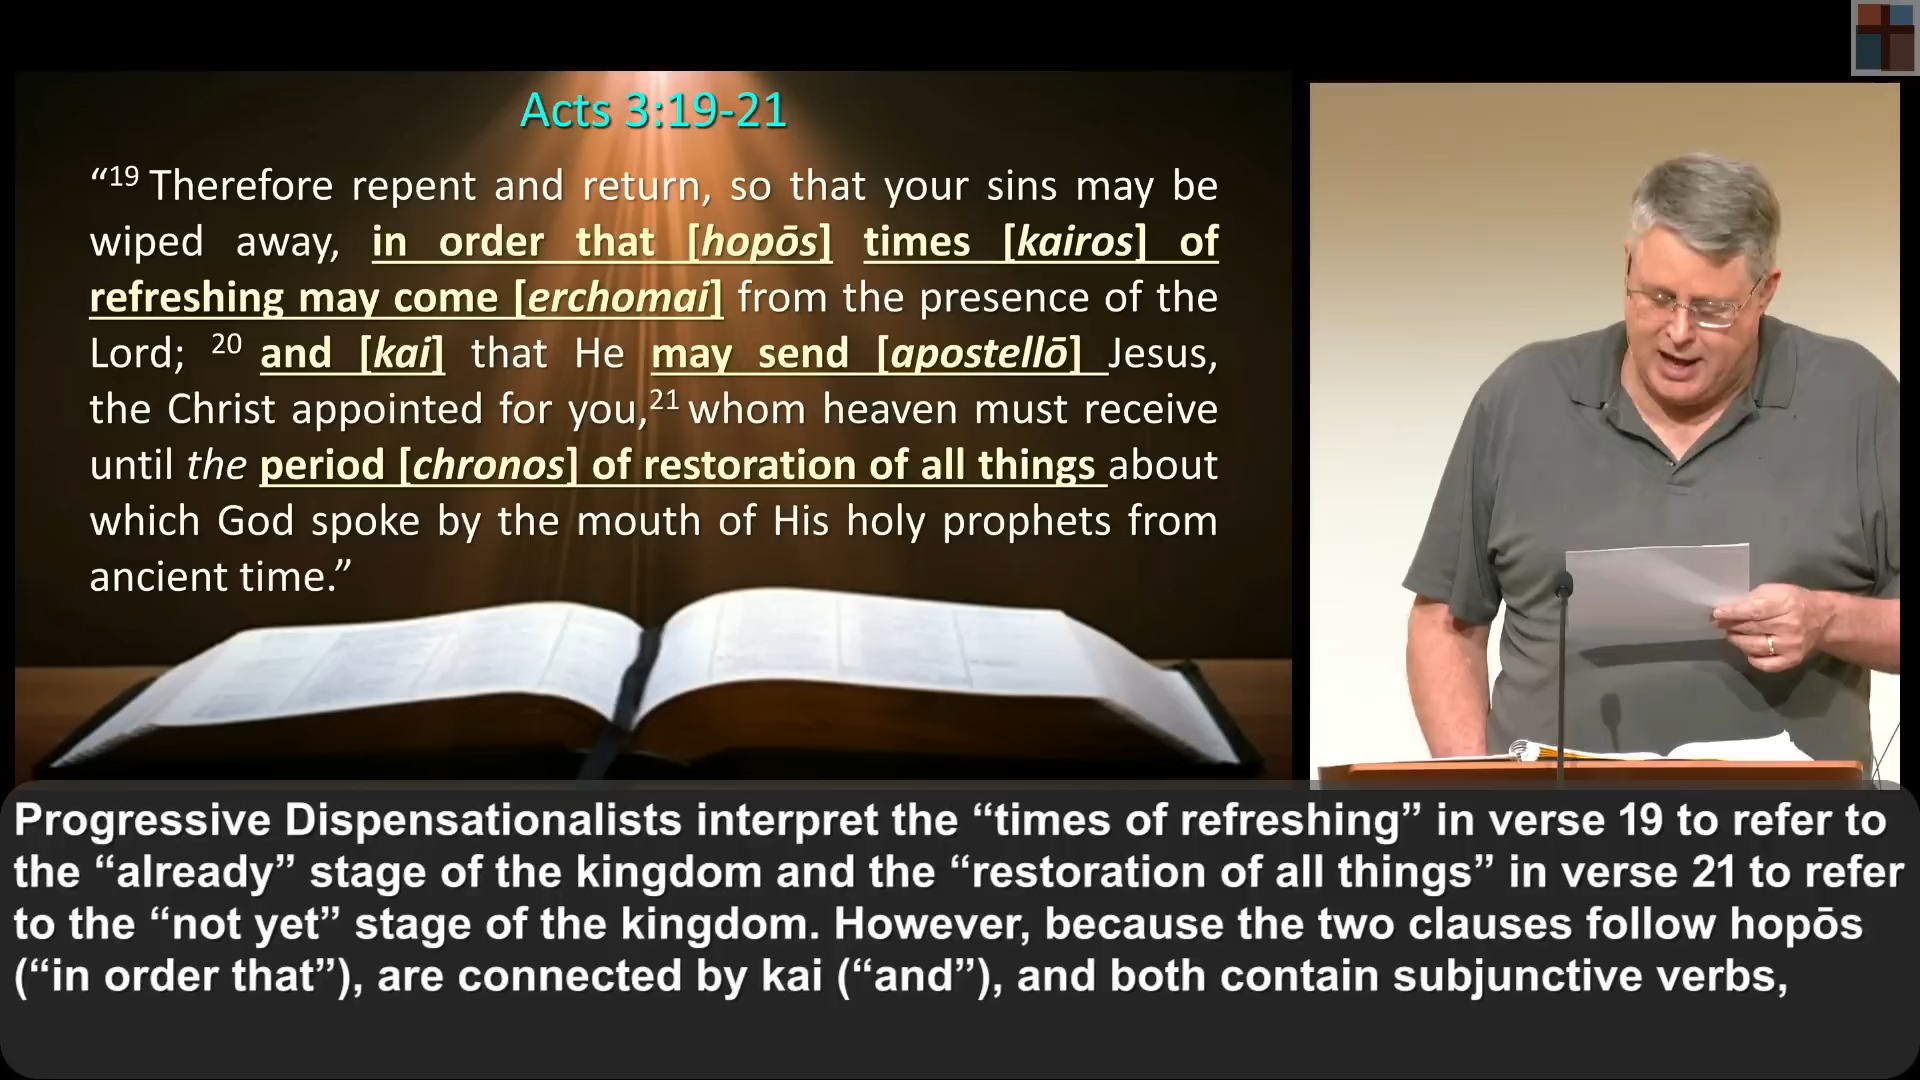 Acts 3:19-21
“19 Therefore repent and return, so that your sins may be
wiped away, in order that [hopōs] times [kairos] of
refreshing may come [erchomai] from the presence of the
Lord; 20 and [kai] that He may send [apostellō] Jesus,
the Christ appointed for you,21 whom heaven must receive
until the period [chronos] of restoration of all things about
which God spoke by the mouth of His holy prophets from
ancient time.”
Progressive Dispensationalists interpret the “times of refreshing” in verse 19 to refer to
the “already” stage of the kingdom and the “restoration of all things” in verse 21 to refer
to the “not yet” stage of the kingdom. However, because the two clauses follow hopōs
(“in order that”), are connected by kai (“and”), and both contain subjunctive verbs,